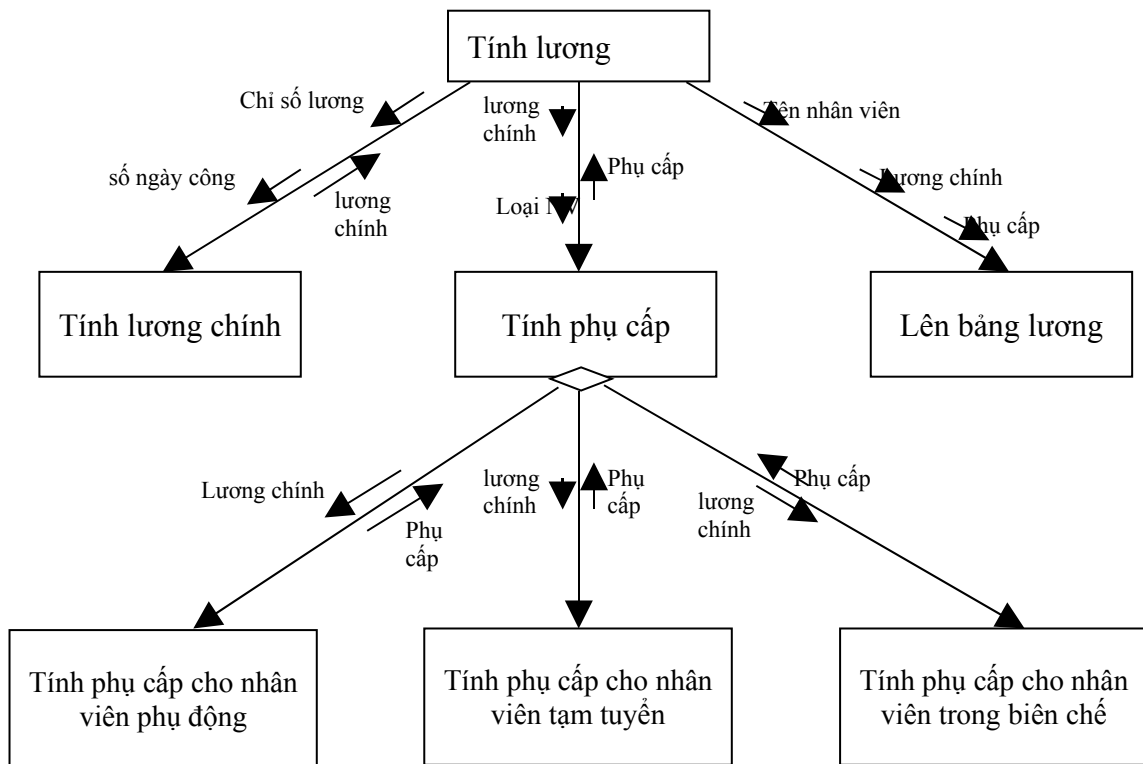 Tính lương
Chỉ số lương
lương
chính
Tên nhân viên
số ngày công
lương
chính
Phụ cấp
Loại NV
Lương chính
Phụ cấp
Tính lương chính
Tính phụ cấp
Lên bảng lương
Lương chính
Phụ
cấp
lương
chính
Phụ
cấp
Phụ cấp
lương
chính
Tính phụ cấp cho nhân
viên phụ động
Tính phụ cấp cho nhân
viên tạm tuyển
Tính phụ cấp cho nhân
viên trong biên chế